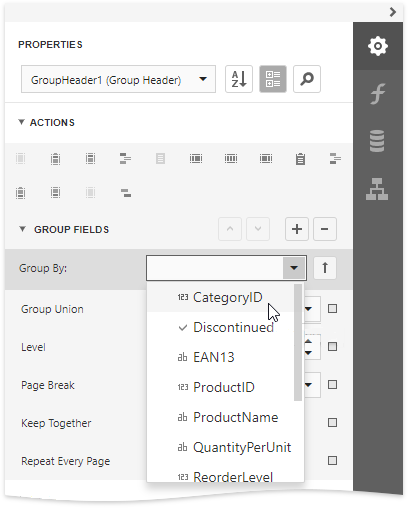 PROPERTIES
GroupHeader1 (Group Header)
A
Z
ACTIONS
GROUP FIELDS
Group By:
123 CategoryID
Discontinued
ab EAN13
123 ProductID
ab ProductName
ab QuantityPerUnit
123 ReorderLevel
Group Union
Level
Page Break
Keep Together
Repeat Every Page